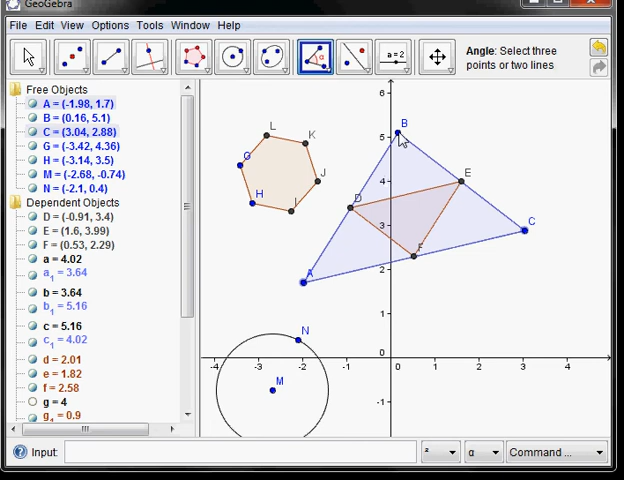 GeoGebra
File Edit View Options Tools Window Help
a = 2
Angle: Select three
points or two lines
Free Objects
A = (-1.98, 1.7)
B = (0.16, 5.1)
C = (3.04, 2.88)
G = (-3.42, 4.36)
H = (-3.14, 3.5)
M = (-2.68, -0.74)
N = (-2.1, 0.4)
Dependent Objects
D = (-0.91, 3.4)
E = (1.6, 3.99)
F = (0.53, 2.29)
a = 4.02
a₁ = 3.64
b = 3.64
b₁ = 5.16
c = 5.16
c₁ = 4.02
d = 2.01
e = 1.82
f = 2.58
g = 4
g₁ = 0.9
6
5
4
3
2
1
0
-1
-4 -3 -2 -1 0 1 2 3 4
L
K
G
J
H
I
B
E
D
C
F
A
N
M
Input:
²
α
Command ...